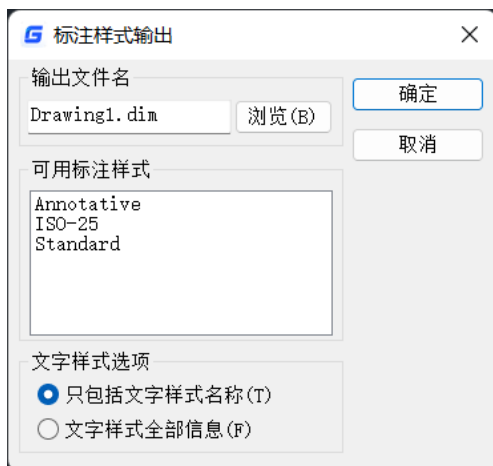 标注样式输出
输出文件名
Drawing1.dim
浏览(B)
确定
取消
可用标注样式
Annotative
ISO-25
Standard
文字样式选项
只包括文字样式名称(T)
文字样式全部信息(F)